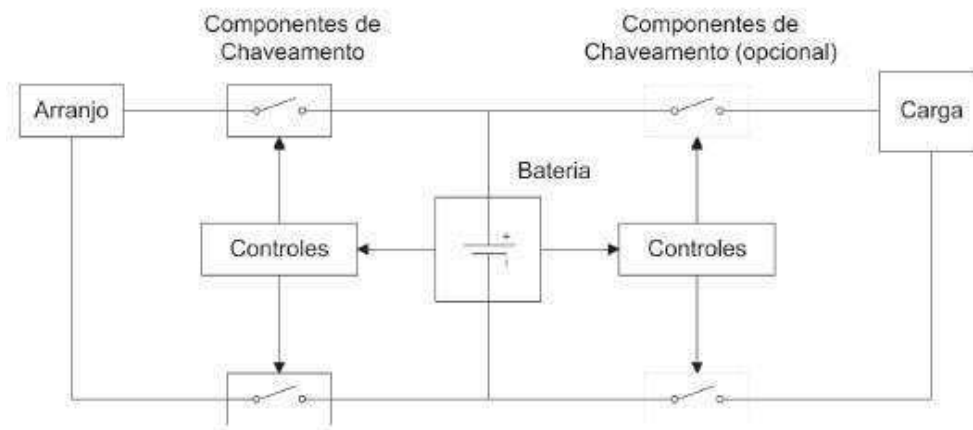 Componentes de
Chaveamento
Componentes de
Chaveamento (opcional)
Arranjo
Carga
Bateria
Controles
Controles